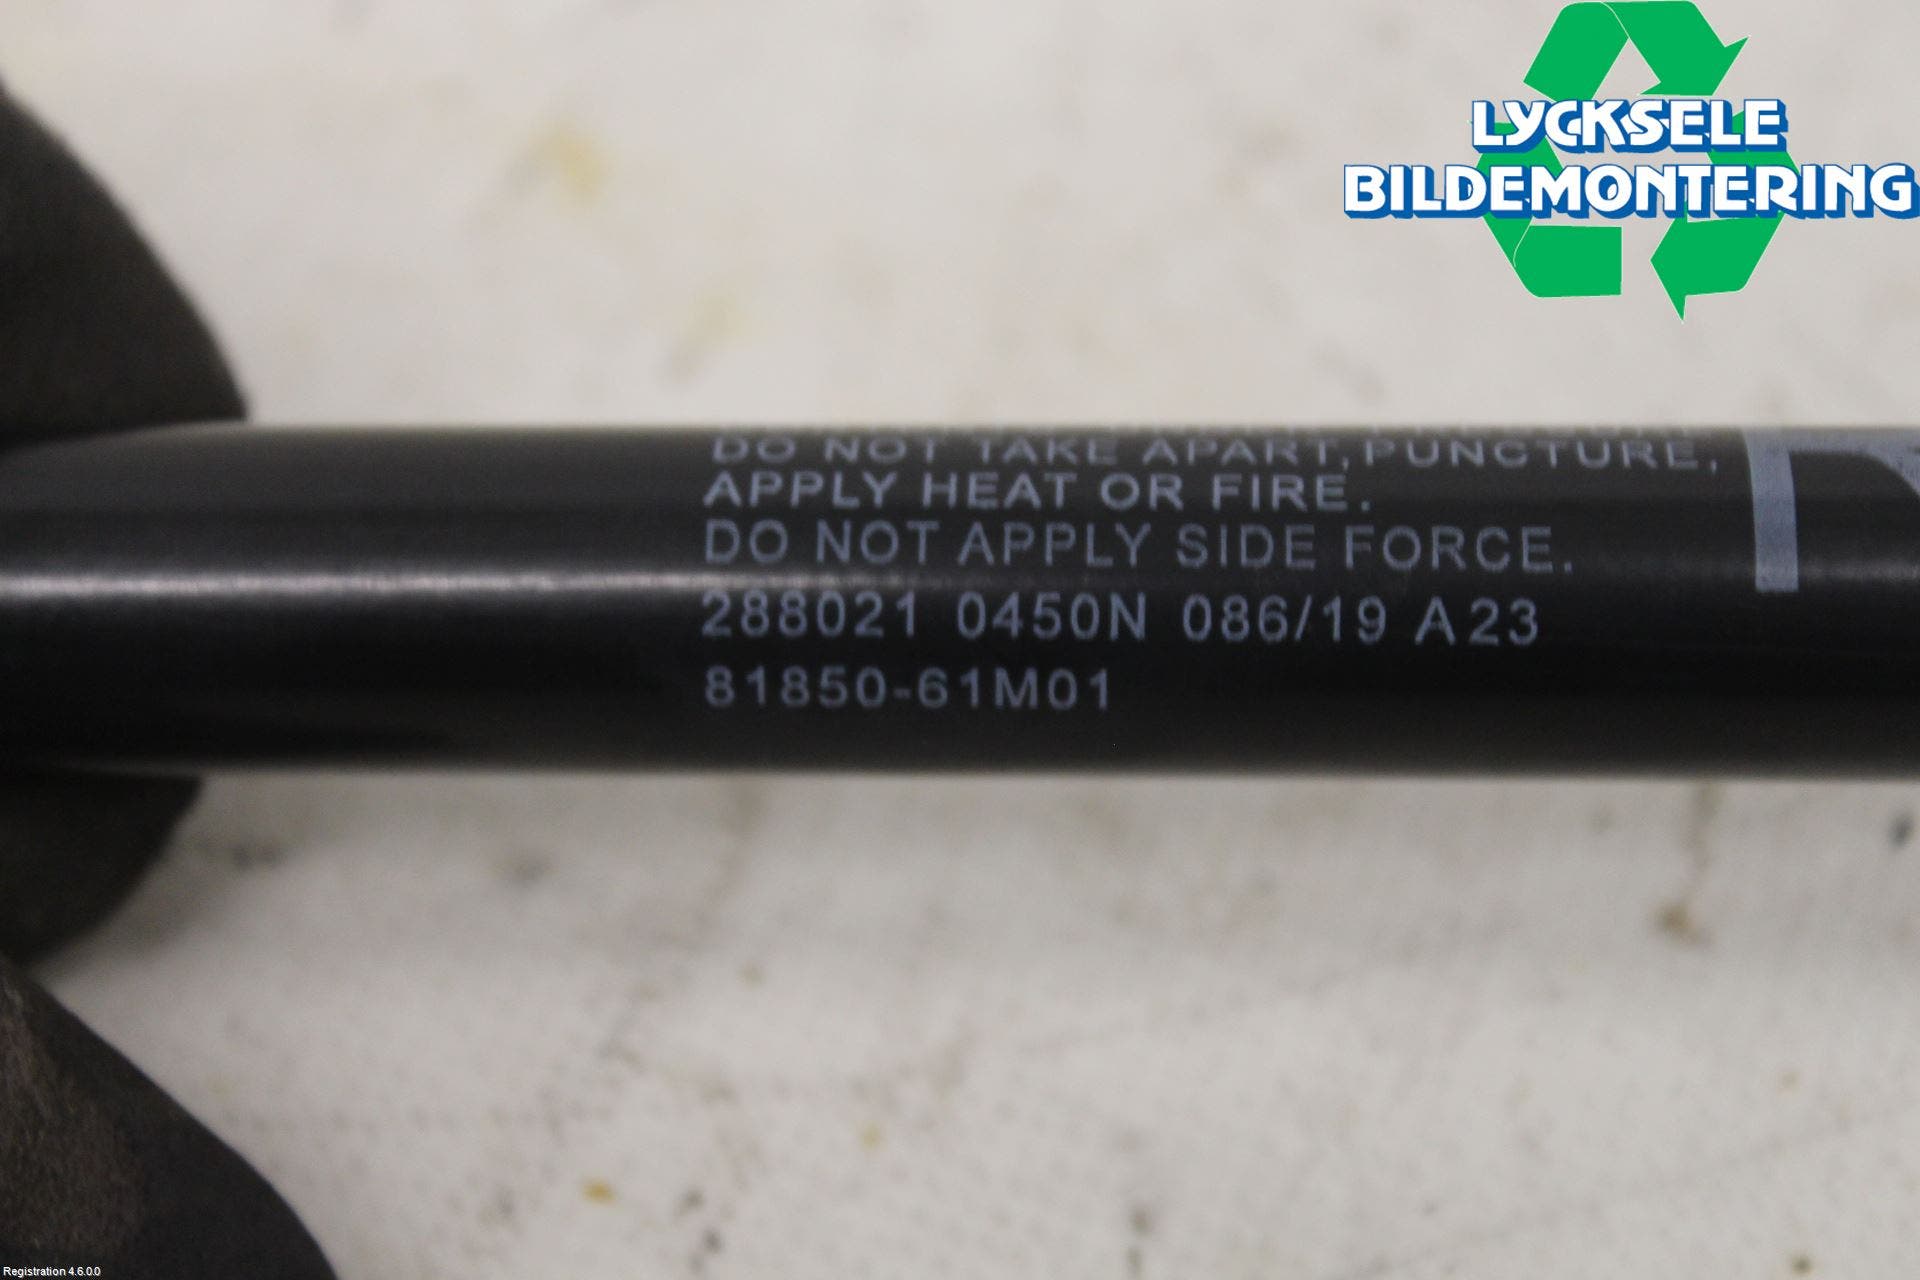 LYCKSELE
BILDEMONTERING
DO NOT TAKE APART, PUNCTURE,
APPLY HEAT OR FIRE.
DO NOT APPLY SIDE FORCE.
288021 0450N 086/19 A23
81850-61M01
Registration 4.6.0.0